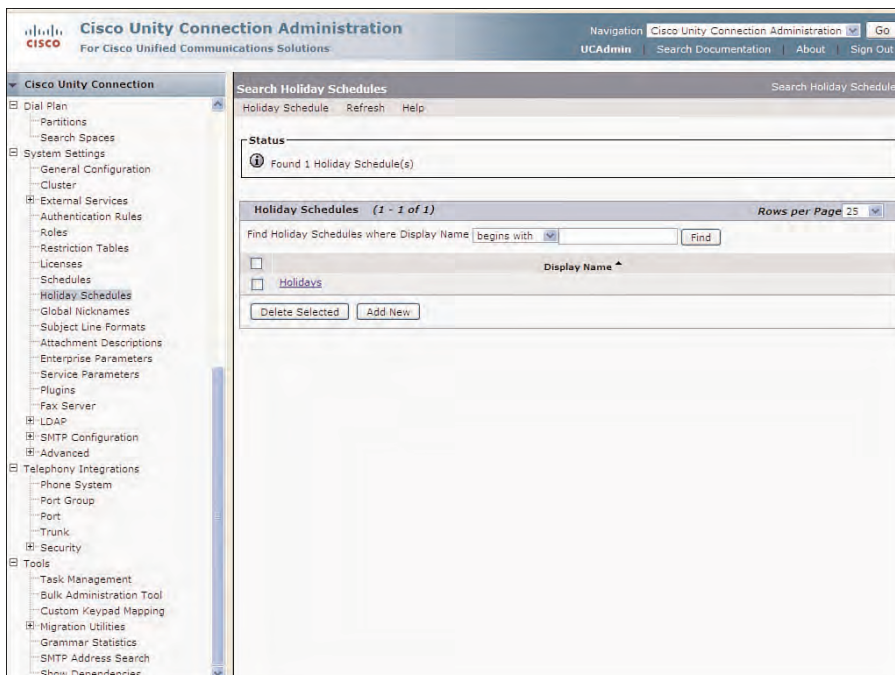 cisco
Cisco Unity Connection Administration
For Cisco Unified Communications Solutions
Navigation Cisco Unity Connection Administration Go
UCAdmin Search Documentation About Sign Out
Cisco Unity Connection
Dial Plan
Partitions
Search Spaces
System Settings
General Configuration
Cluster
External Services
Authentication Rules
Roles
Restriction Tables
Licenses
Schedules
Holiday Schedules
Global Nicknames
Subject Line Formats
Attachment Descriptions
Enterprise Parameters
Service Parameters
Plugins
Fax Server
LDAP
SMTP Configuration
Advanced
Telephony Integrations
Phone System
Port Group
Port
Trunk
Security
Tools
Task Management
Bulk Administration Tool
Custom Keypad Mapping
Migration Utilities
Grammar Statistics
SMTP Address Search
Show Dependencies
Search Holiday Schedules
Search Holiday Schedule
Holiday Schedule Refresh Help
Status
Found 1 Holiday Schedule(s)
Holiday Schedules (1 - 1 of 1)
Rows per Page 25
Find Holiday Schedules where Display Name begins with Find
Display Name
Holidays
Delete Selected Add New